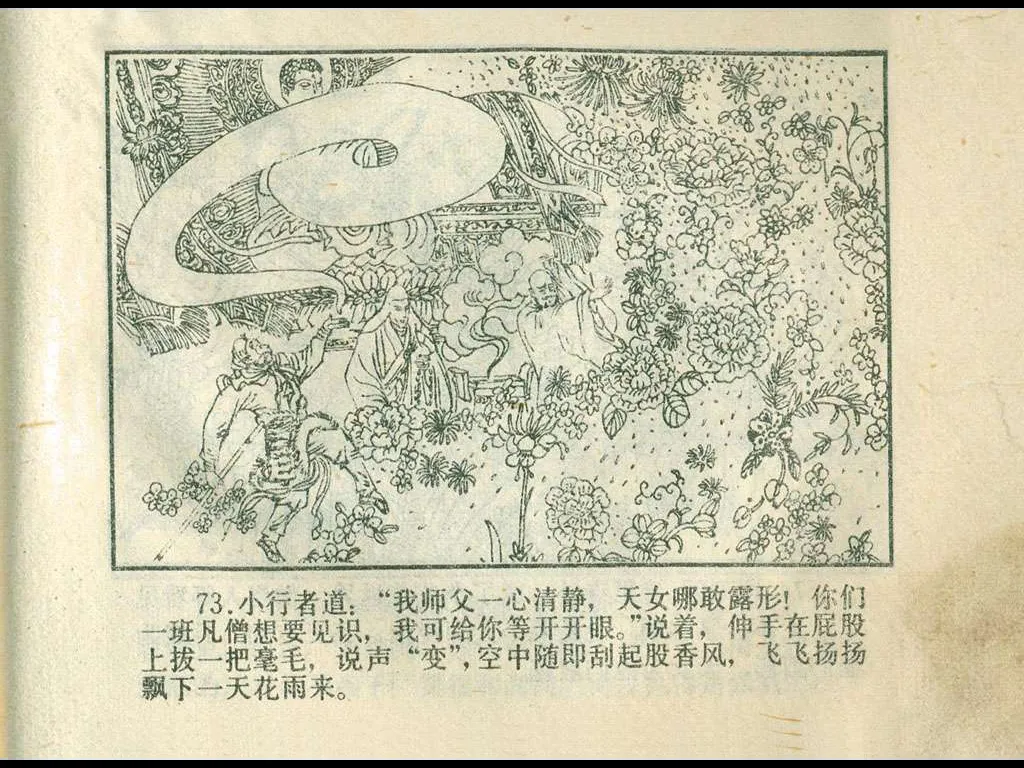 73.小行者道：“我师父一心清静，天女哪敢露形！你们
一班凡僧想要见识，我可给你等开开眼。”说着，伸手在屁股
上拔一把毫毛，说声“变”，空中随即刮起股香风，飞飞扬扬
飘下一天花雨来。